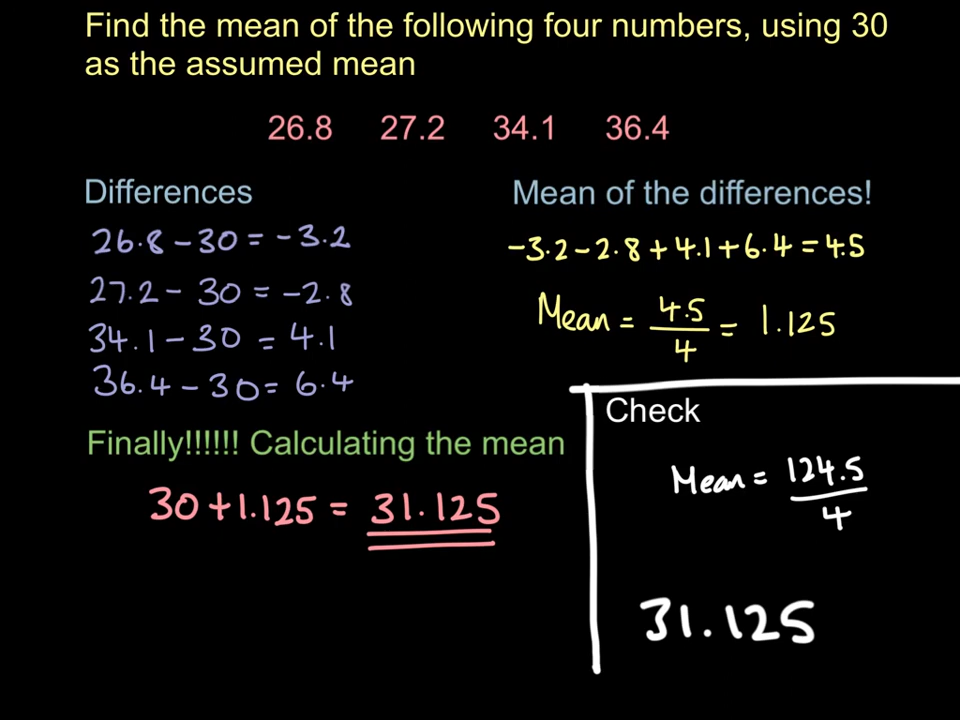 Find the mean of the following four numbers, using 30
as the assumed mean
26.8 27.2 34.1 36.4
Differences
26.8 - 30 = -3.2
27.2 - 30 = -2.8
34.1 - 30 = 4.1
36.4 - 30 = 6.4
Mean of the differences!
-3.2 - 2.8 + 4.1 + 6.4 = 4.5
Mean = 4.5/4 = 1.125
Finally!!!!!! Calculating the mean
30 + 1.125 = 31.125
Check
Mean = 124.5/4
31.125